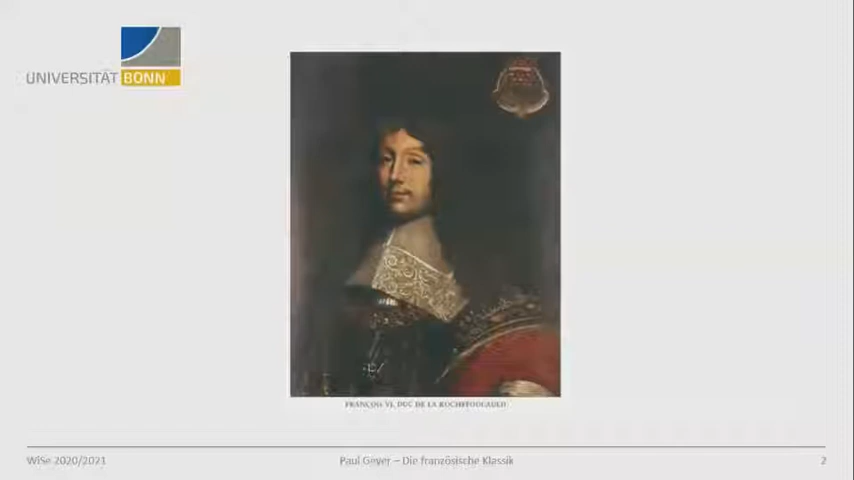 UNIVERSITÄT BONN
FRANÇOIS VI, DUC DE LA ROCHEFOUCAULD
WiSe 2020/2021
Paul Geyer – Die französische Klassik
2